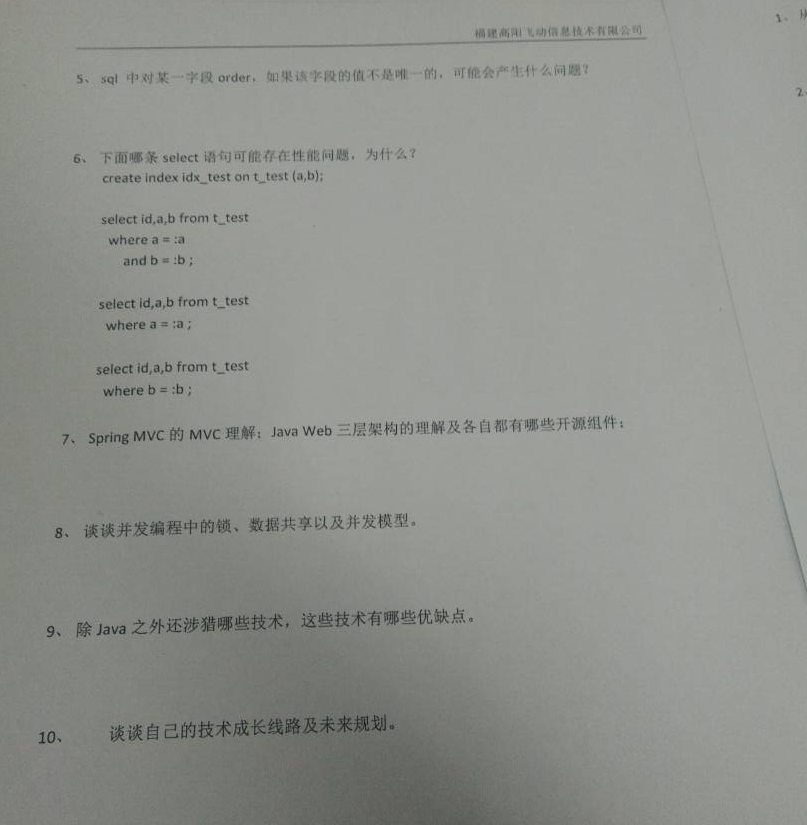 福建高阳飞动信息技术有限公司
5、 sql 中对某一字段 order，如果该字段的值不是唯一的，可能会产生什么问题？
6、 下面哪条 select 语句可能存在性能问题，为什么？
create index idx_test on t_test (a,b);
select id,a,b from t_test
where a = :a
and b = :b ;
select id,a,b from t_test
where a = :a ;
select id,a,b from t_test
where b = :b ;
7、 Spring MVC 的 MVC 理解；Java Web 三层架构的理解及各自都有哪些开源组件；
8、 谈谈并发编程中的锁、数据共享以及并发模型。
9、 除 Java 之外还涉猎哪些技术，这些技术有哪些优缺点。
10、 谈谈自己的技术成长线路及未来规划。
1、
2、